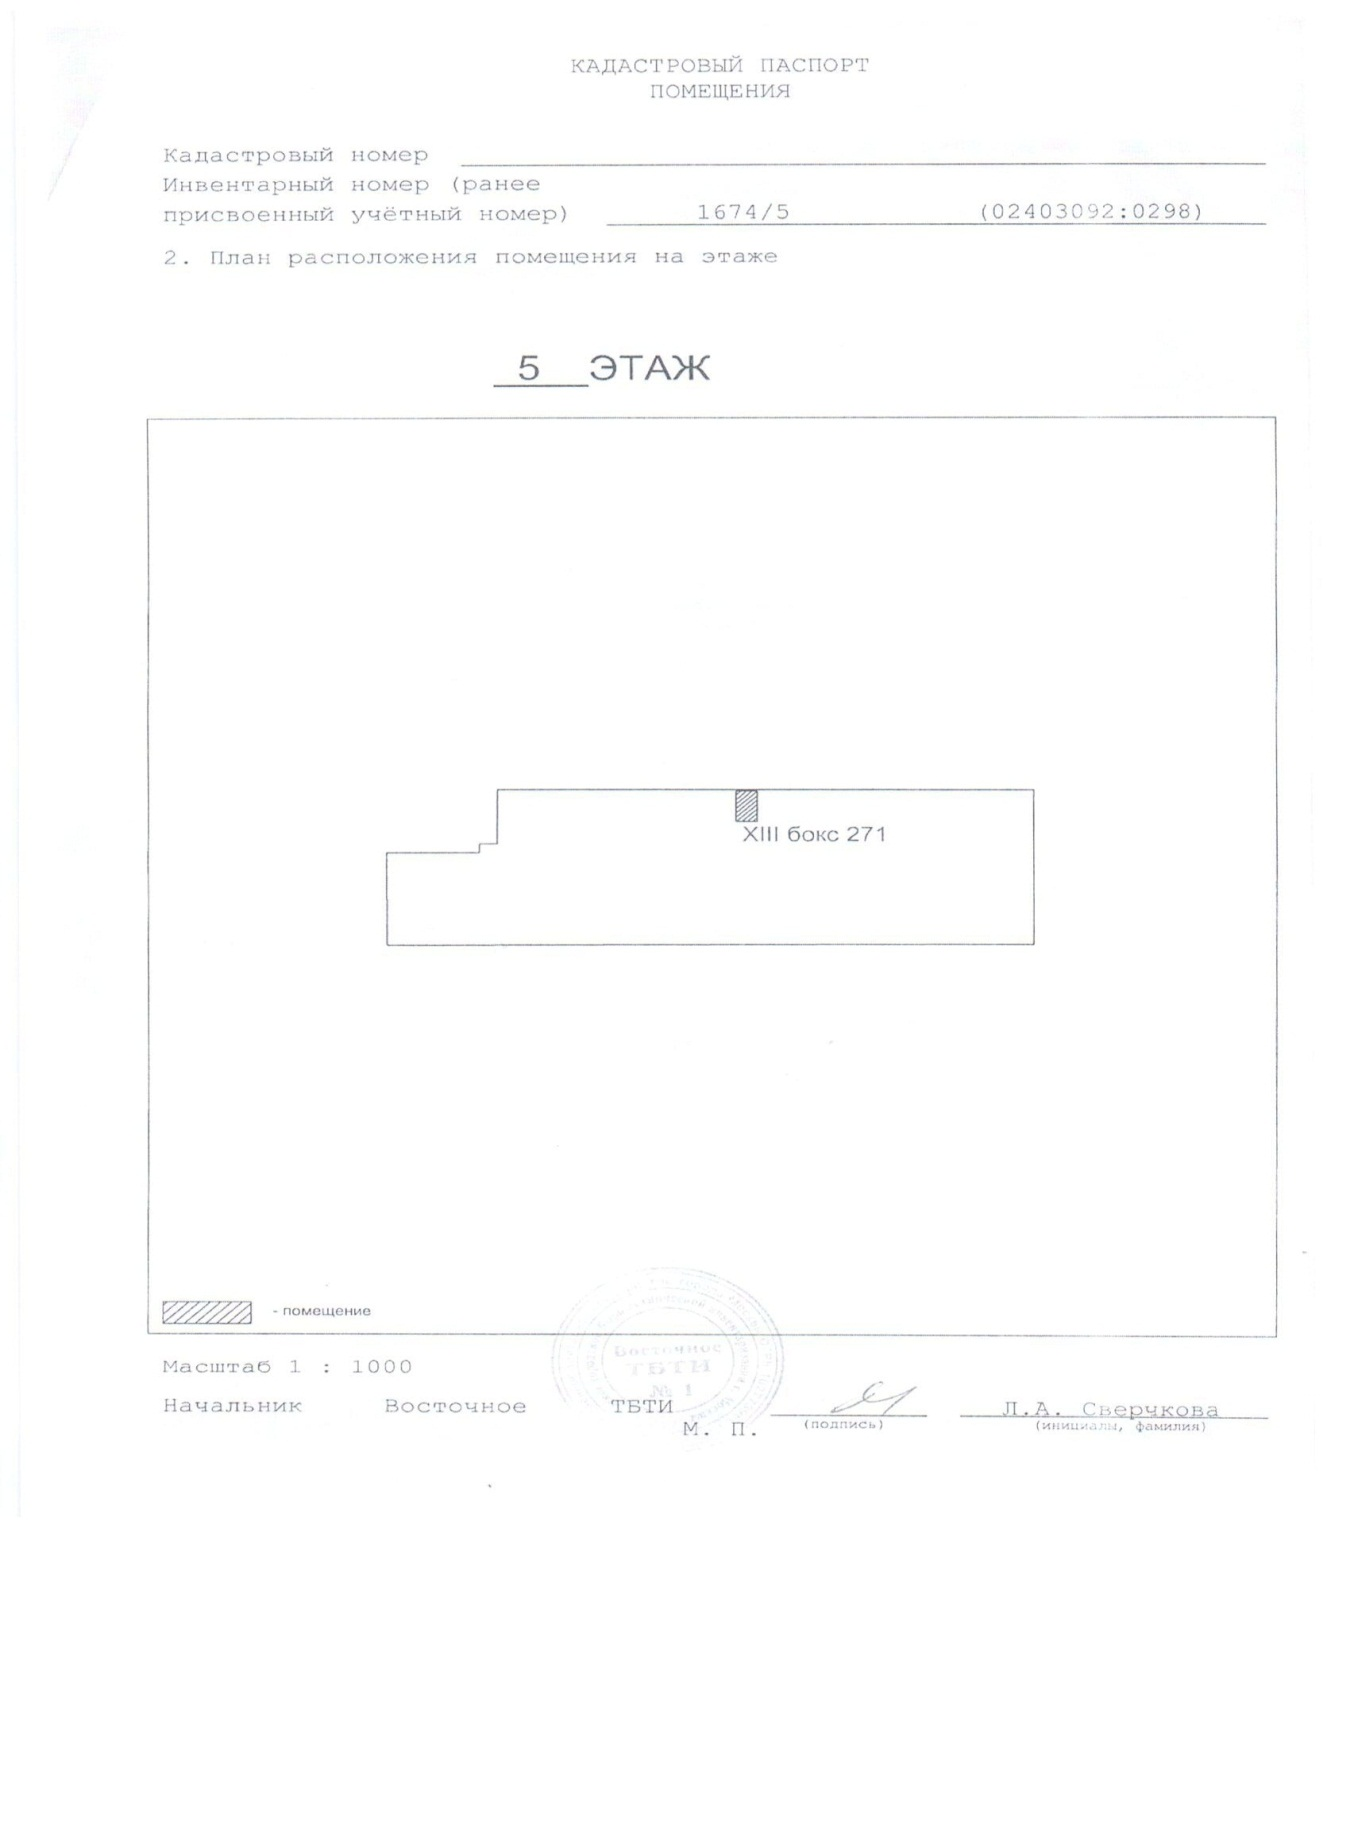 КАДАСТРОВЫЙ ПАСПОРТ
ПОМЕЩЕНИЯ
Кадастровый номер
Инвентарный номер (ранее
присвоенный учётный номер) 1674/5 (02403092:0298)
2. План расположения помещения на этаже
5 ЭТАЖ
XIII бокс 271
- помещение
Восточное
ТБТИ
№ 1
Масштаб 1 : 1000
Начальник Восточное ТБТИ Л.А. Сверчкова
М. П. (подпись) (инициалы, фамилия)